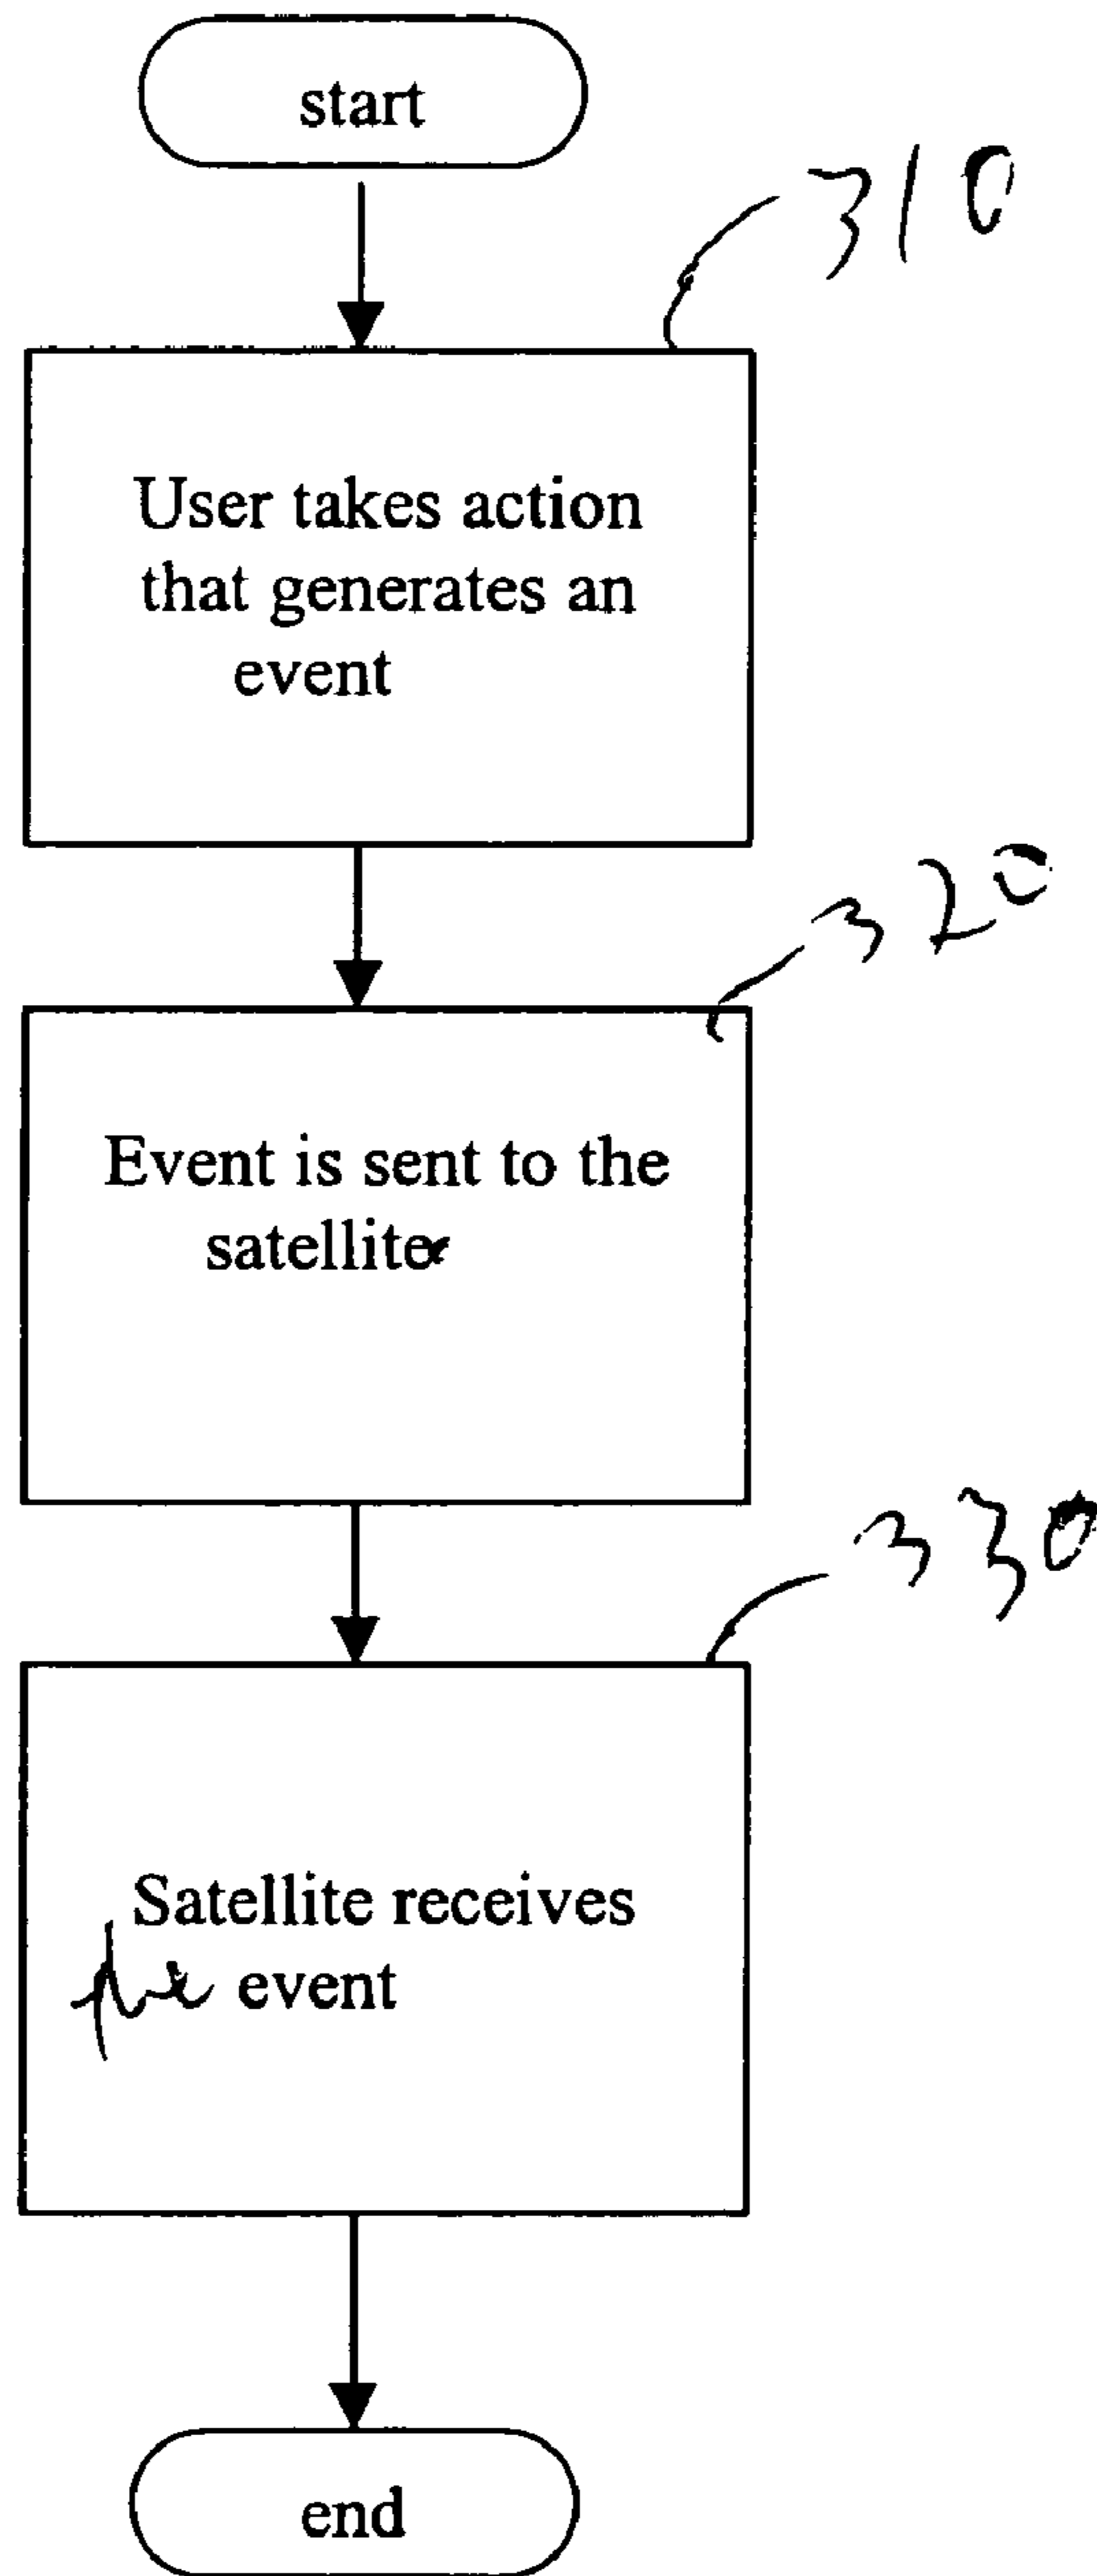 start
310
User takes action
that generates an
event
320
Event is sent to the
satellite
330
Satellite receives
the event
end